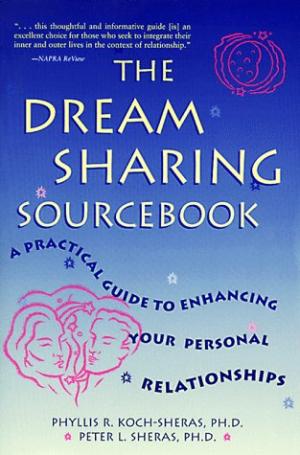 ". . . this thoughtful and informative guide [is] an
excellent choice for those who seek to integrate their
inner and outer lives in the context of relationship."
—NAPRA ReView
THE
DREAM
SHARING
SOURCEBOOK
A PRACTICAL GUIDE TO ENHANCING
YOUR PERSONAL
RELATIONSHIPS
PHYLLIS R. KOCH-SHERAS, PH.D.
PETER L. SHERAS, PH.D.